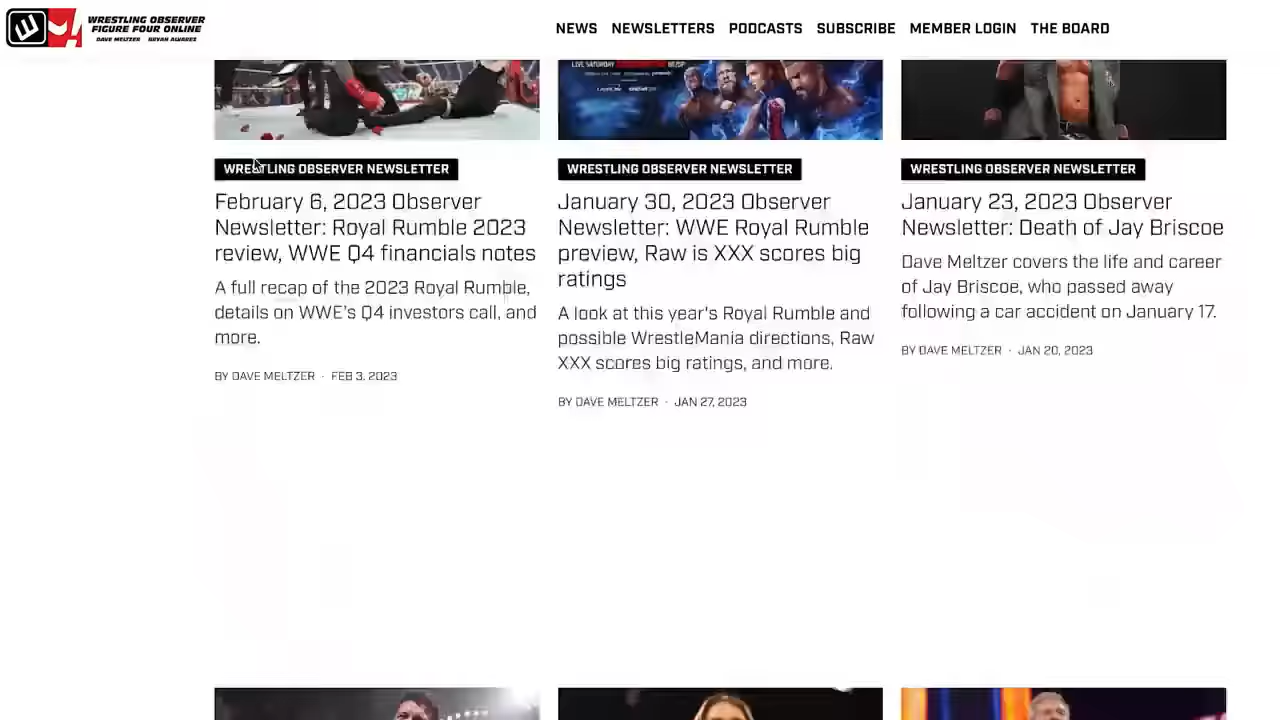 WRESTLING OBSERVER
FIGURE FOUR ONLINE
DAVE MELTZER BRYAN ALVAREZ
NEWS NEWSLETTERS PODCASTS SUBSCRIBE MEMBER LOGIN THE BOARD
LIVE SATURDAY
WRESTLING OBSERVER NEWSLETTER
February 6, 2023 Observer
Newsletter: Royal Rumble 2023
review, WWE Q4 financials notes
A full recap of the 2023 Royal Rumble,
details on WWE's Q4 investors call, and
more.
BY DAVE MELTZER · FEB 3, 2023
WRESTLING OBSERVER NEWSLETTER
January 30, 2023 Observer
Newsletter: WWE Royal Rumble
preview, Raw is XXX scores big
ratings
A look at this year's Royal Rumble and
possible WrestleMania directions, Raw
XXX scores big ratings, and more.
BY DAVE MELTZER · JAN 27, 2023
WRESTLING OBSERVER NEWSLETTER
January 23, 2023 Observer
Newsletter: Death of Jay Briscoe
Dave Meltzer covers the life and career
of Jay Briscoe, who passed away
following a car accident on January 17.
BY DAVE MELTZER · JAN 20, 2023